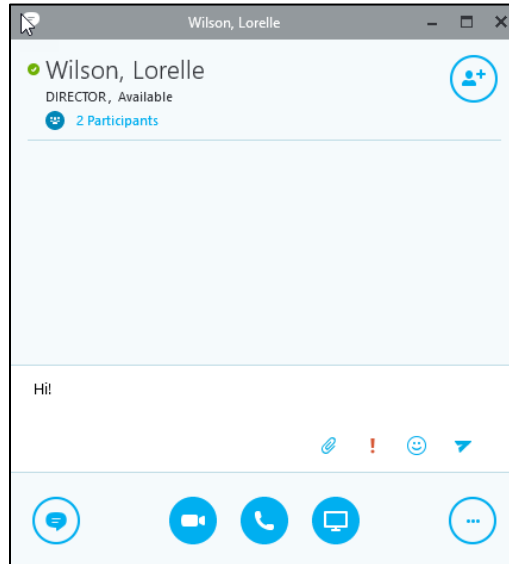 Wilson, Lorelle
Wilson, Lorelle
DIRECTOR, Available
2 Participants
Hi!